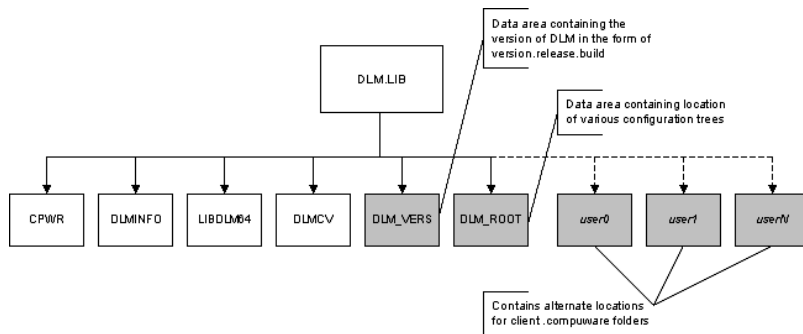 Data area containing the
version of DLM in the form of
version.release.build
DLM.LIB
Data area containing location
of various configuration trees
CPWR
DLMINFO
LIBDLM64
DLMCV
DLM_VERS
DLM_ROOT
user0
user1
userN
Contains alternate locations
for client .compuware folders